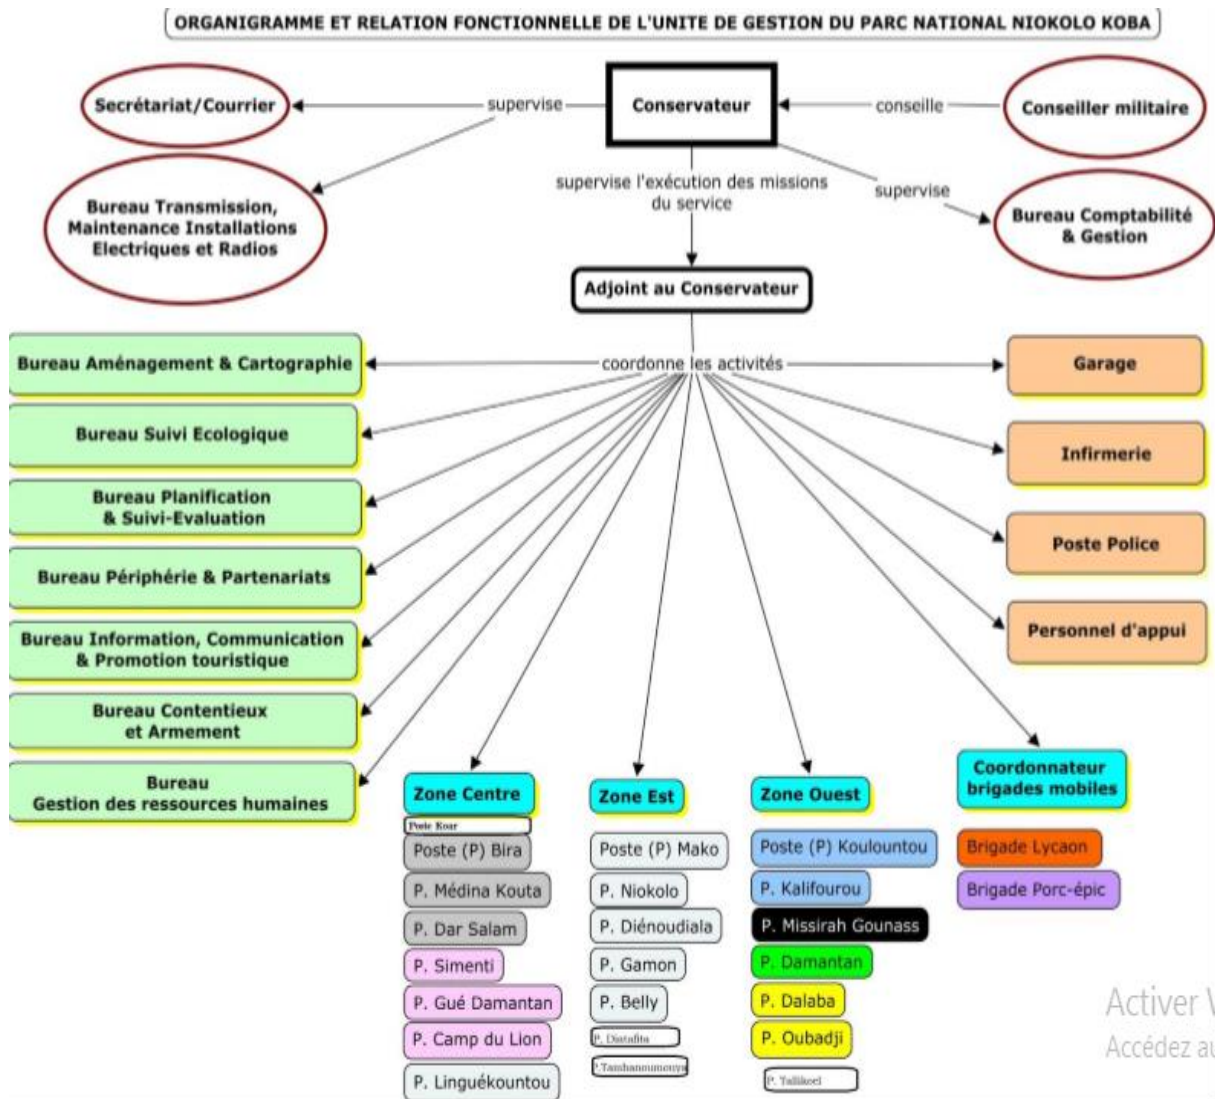 ORGANIGRAMME ET RELATION FONCTIONNELLE DE L'UNITE DE GESTION DU PARC NATIONAL NIOKOLO KOBA
Secrétariat/Courrier
supervise
Conservateur
conseille
Conseiller militaire
Bureau Transmission,
Maintenance Installations
Electriques et Radios
supervise l'exécution des missions
du service
supervise
Bureau Comptabilité
& Gestion
Adjoint au Conservateur
coordonne les activités
Bureau Aménagement & Cartographie
Bureau Suivi Ecologique
Bureau Planification
& Suivi-Evaluation
Bureau Périphérie & Partenariats
Bureau Information, Communication
& Promotion touristique
Bureau Contentieux
et Armement
Bureau
Gestion des ressources humaines
Garage
Infirmerie
Poste Police
Personnel d'appui
Zone Centre
Poste Koar
Poste (P) Bira
P. Médina Kouta
P. Dar Salam
P. Simenti
P. Gué Damantan
P. Camp du Lion
P. Linguékountou
Zone Est
Poste (P) Mako
P. Niokolo
P. Diénoudiala
P. Gamon
P. Belly
P. Diatafita
P.
Zone Ouest
Poste (P) Koulountou
P. Kalifourou
P. Missirah Gounass
P. Damantan
P. Dalaba
P. Oubadji
P.
Coordonnateur
brigades mobiles
Brigade Lycaon
Brigade Porc-épic
Activer
Accédez au